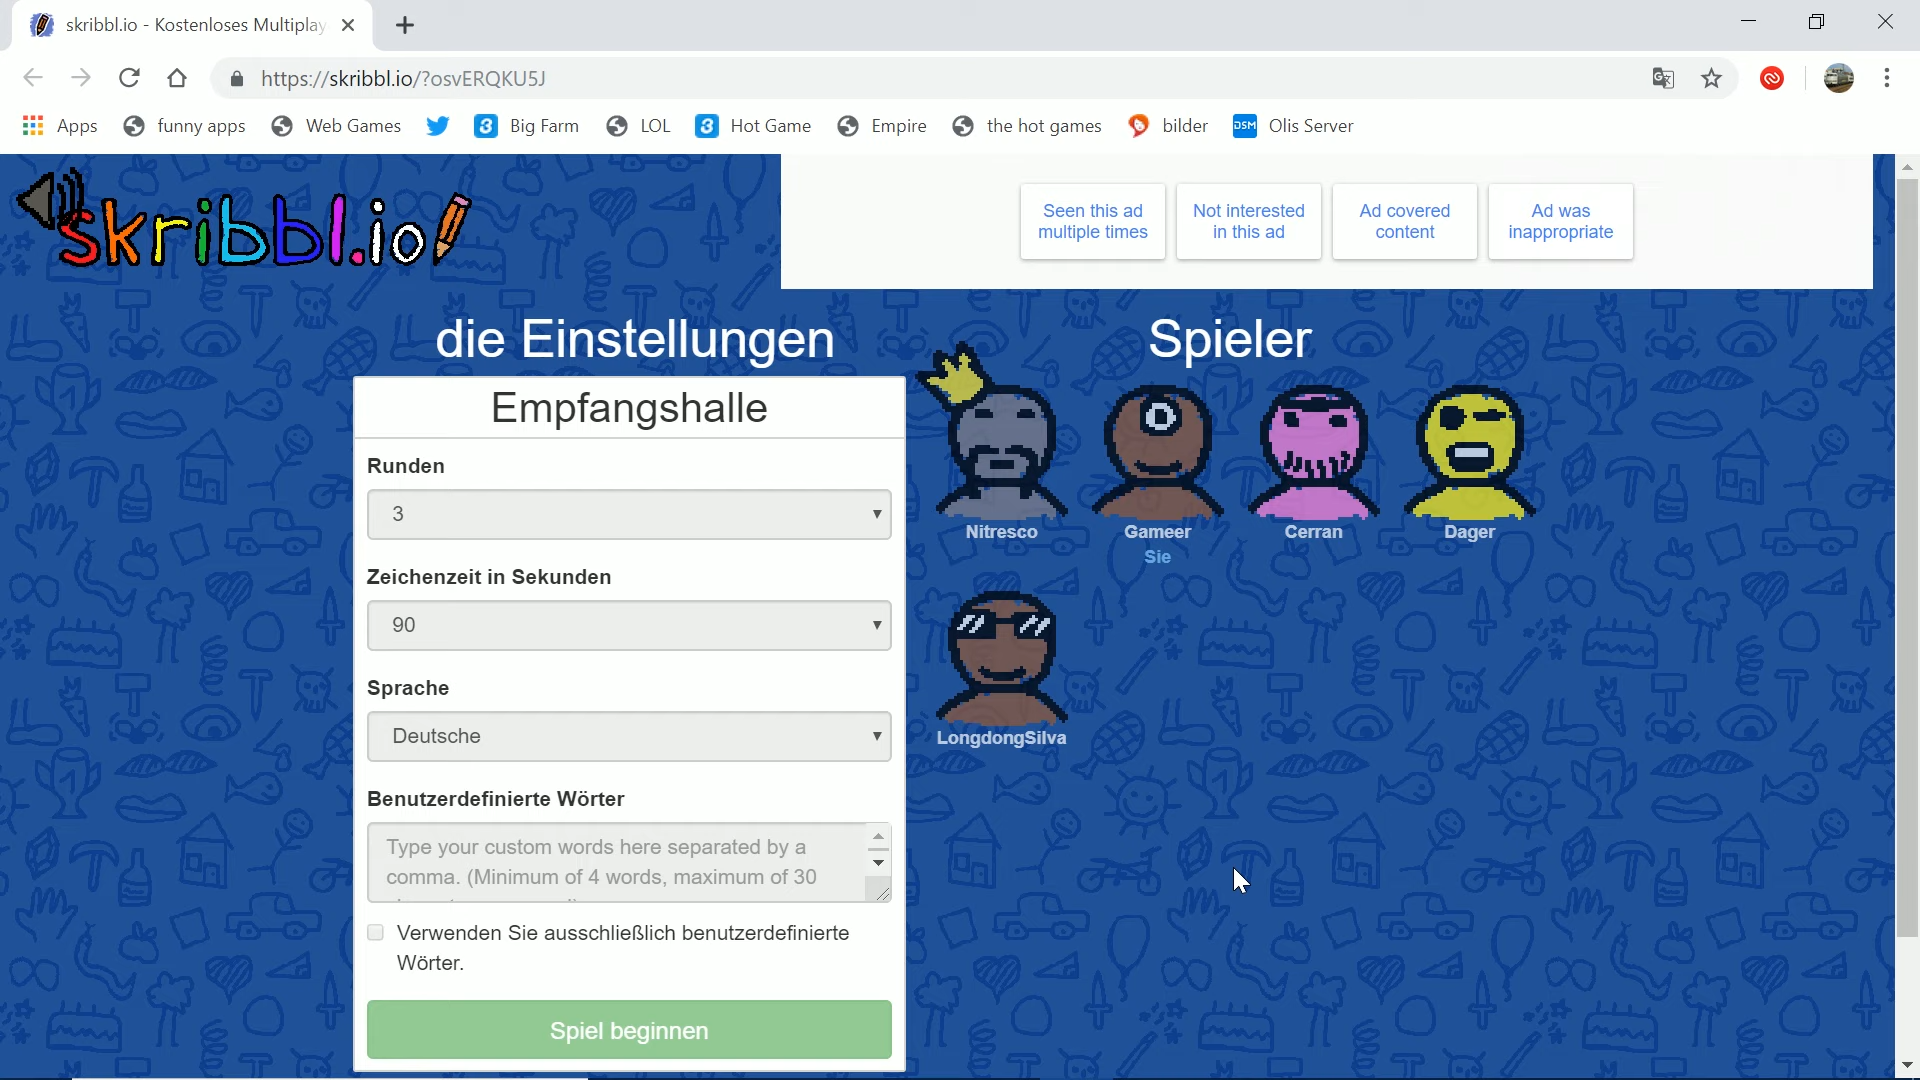 skribbl.io - Kostenloses Multiplay
https://skribbl.io/?osvERQKU5J
Apps funny apps Web Games Big Farm LOL Hot Game Empire the hot games bilder DSM Olis Server
skribbl.io
Seen this ad
multiple times
Not interested
in this ad
Ad covered
content
Ad was
inappropriate
die Einstellungen
Empfangshalle
Runden
3
Zeichenzeit in Sekunden
90
Sprache
Deutsche
Benutzerdefinierte Wörter
Type your custom words here separated by a
comma. (Minimum of 4 words, maximum of 30
Verwenden Sie ausschließlich benutzerdefinierte
Wörter.
Spiel beginnen
Spieler
Nitresco
Gameer
Sie
Cerran
Dager
LongdongSilva